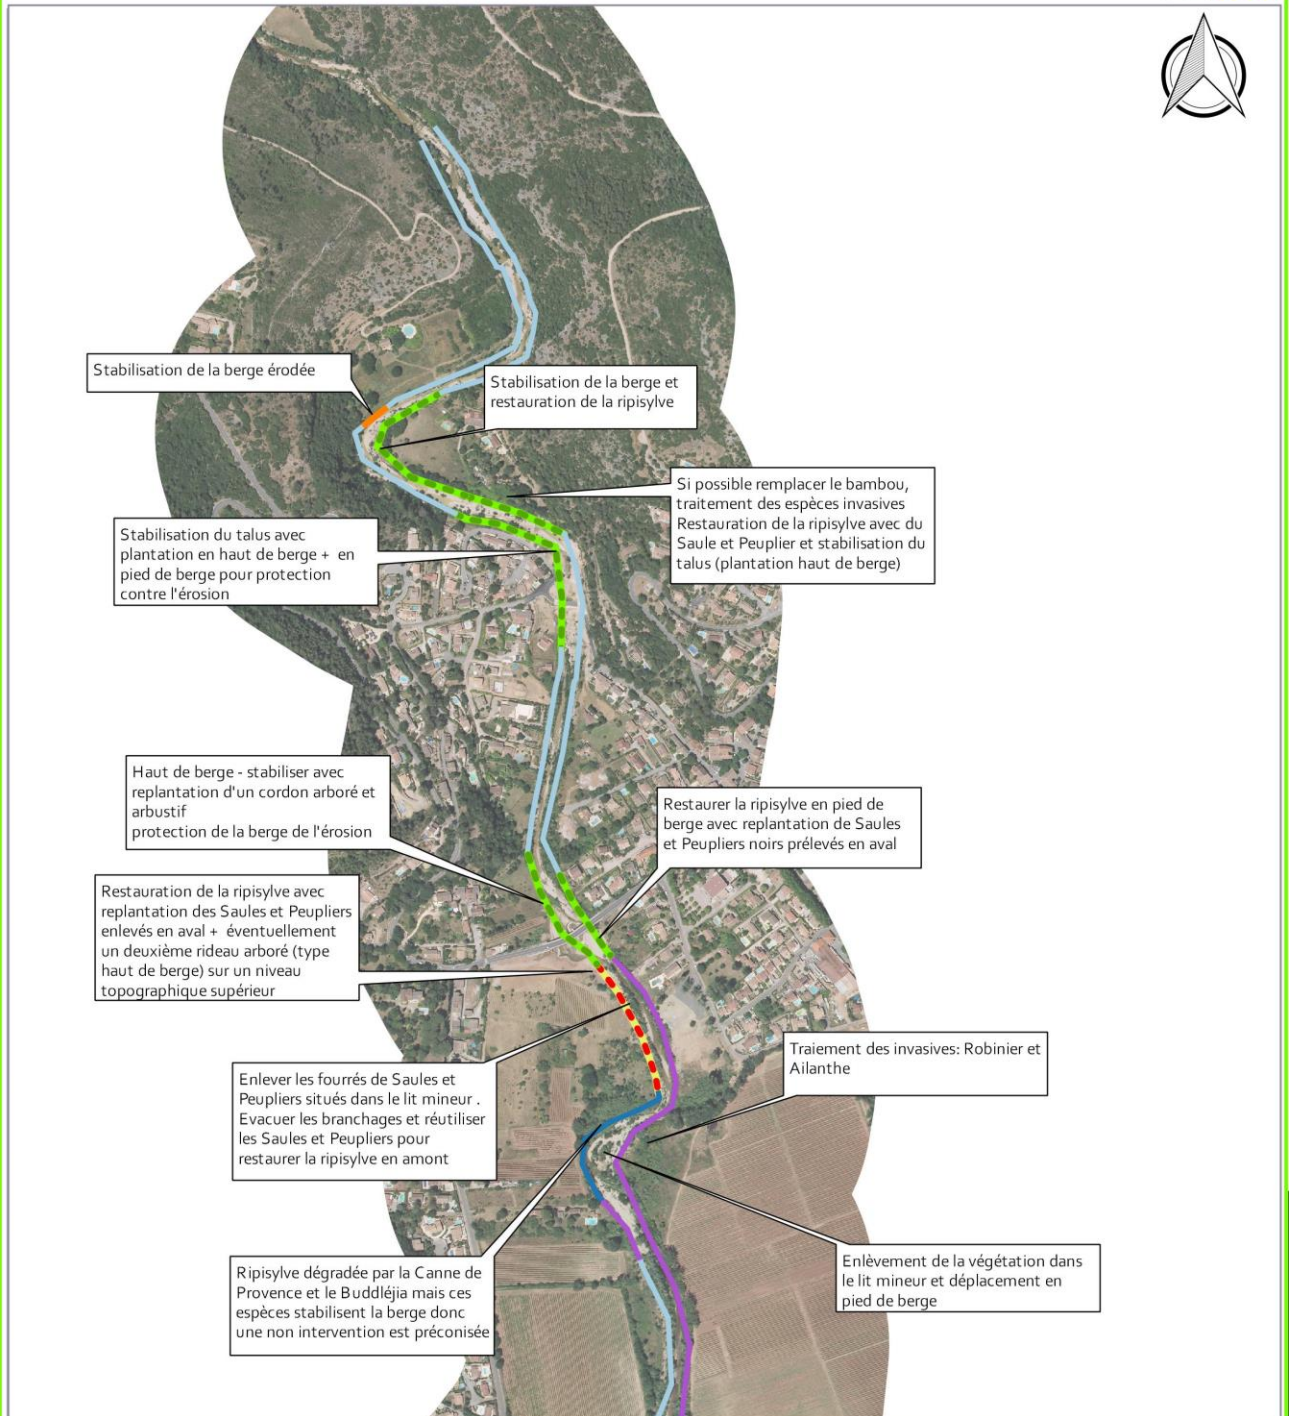 Stabilisation de la berge érodée
Stabilisation de la berge et
restauration de la ripisylve
Si possible remplacer le bambou,
traitement des espèces invasives
Restauration de la ripisylve avec du
Saule et Peuplier et stabilisation du
talus (plantation haut de berge)
Stabilisation du talus avec
plantation en haut de berge + en
pied de berge pour protection
contre l'érosion
Haut de berge - stabiliser avec
replantation d'un cordon arboré et
arbustif
protection de la berge de l'érosion
Restaurer la ripisylve en pied de
berge avec replantation de Saules
et Peupliers noirs prélevés en aval
Restauration de la ripisylve avec
replantation des Saules et Peupliers
enlevés en aval + éventuellement
un deuxième rideau arboré (type
haut de berge) sur un niveau
topographique supérieur
Traiement des invasives: Robinier et
Ailanthe
Enlever les fourrés de Saules et
Peupliers situés dans le lit mineur .
Evacuer les branchages et réutiliser
les Saules et Peupliers pour
restaurer la ripisylve en amont
Enlèvement de la végétation dans
le lit mineur et déplacement en
pied de berge
Ripisylve dégradée par la Canne de
Provence et le Buddléjia mais ces
espèces stabilisent la berge donc
une non intervention est préconisée